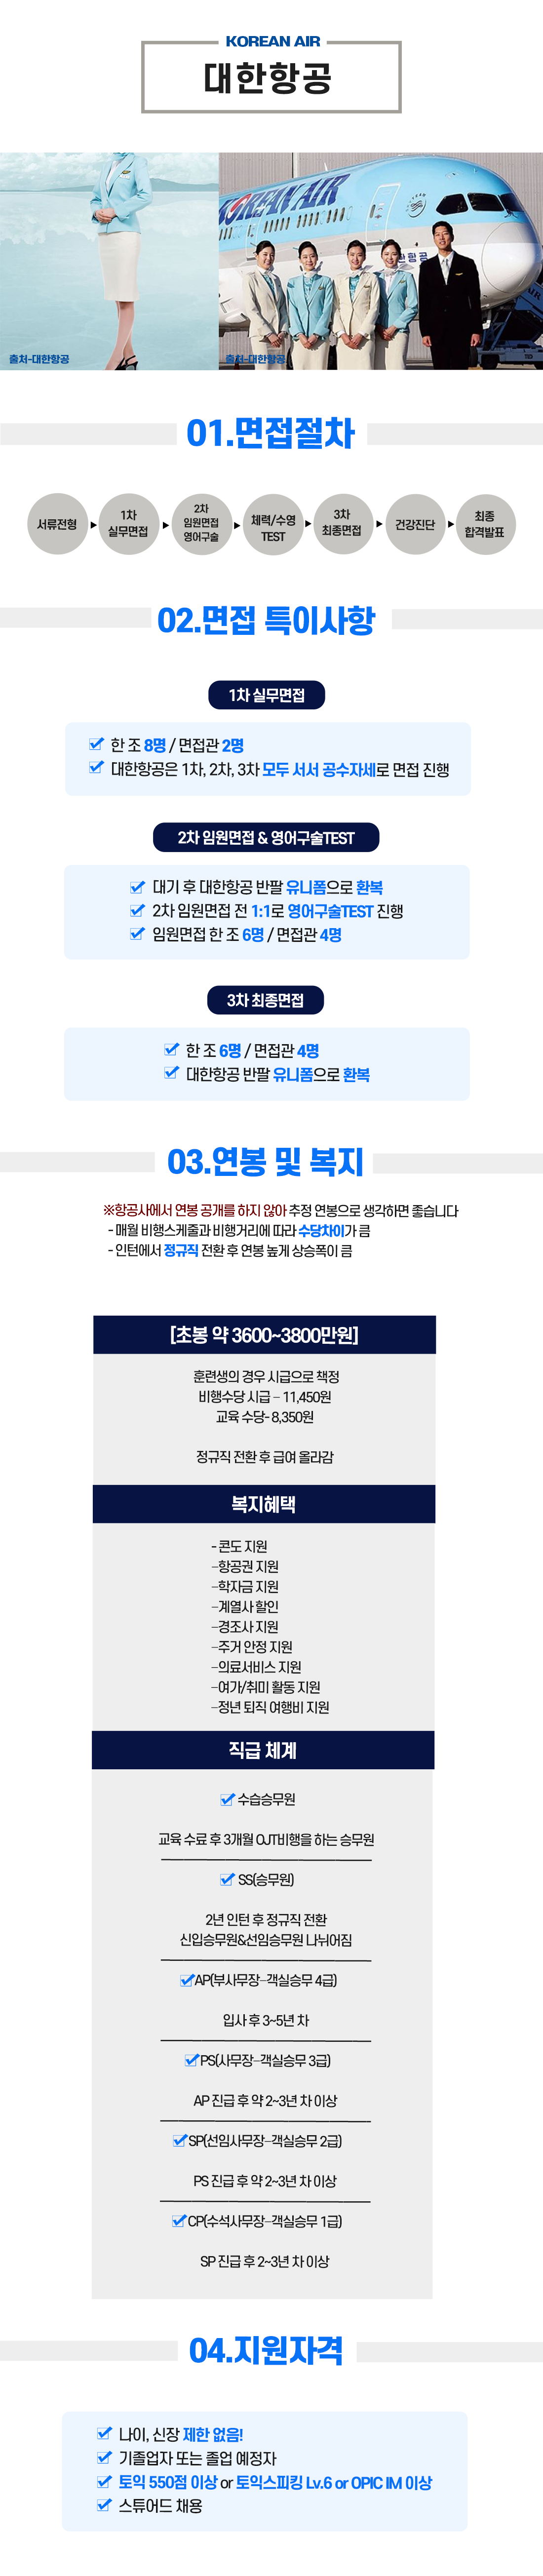 KOREAN AIR
대한항공
KOREAN AIR
대한항공
출처-대한항공
출처-대한항공
01.면접절차
서류전형
1차
실무면접
2차
임원면접
영어구술
체력/수영
TEST
3차
최종면접
건강진단
최종
합격발표
02.면접 특이사항
1차 실무면접
한 조 8명 / 면접관 2명
대한항공은 1차, 2차, 3차 모두 서서 공수자세로 면접 진행
2차 임원면접 & 영어구술TEST
대기 후 대한항공 반팔 유니폼으로 환복
2차 임원면접 전 1:1로 영어구술TEST 진행
임원면접 한 조 6명 / 면접관 4명
3차 최종면접
한 조 6명 / 면접관 4명
대한항공 반팔 유니폼으로 환복
03.연봉 및 복지
※항공사에서 연봉 공개를 하지 않아 추정 연봉으로 생각하면 좋습니다
- 매월 비행스케줄과 비행거리에 따라 수당차이가 큼
- 인턴에서 정규직 전환 후 연봉 높게 상승폭이 큼
[초봉 약 3600~3800만원]
훈련생의 경우 시급으로 책정
비행수당 시급 – 11,450원
교육 수당- 8,350원
정규직 전환 후 급여 올라감
복지혜택
- 콘도 지원
–항공권 지원
–학자금 지원
–계열사 할인
–경조사 지원
–주거 안정 지원
–의료서비스 지원
–여가/취미 활동 지원
–정년 퇴직 여행비 지원
직급 체계
수습승무원
교육 수료 후 3개월 OJT비행을 하는 승무원
SS(승무원)
2년 인턴 후 정규직 전환
신입승무원&선임승무원 나뉘어짐
AP(부사무장–객실승무 4급)
입사 후 3~5년 차
PS(사무장–객실승무 3급)
AP 진급 후 약 2~3년 차 이상
SP(선임사무장–객실승무 2급)
PS 진급 후 약 2~3년 차 이상
CP(수석사무장–객실승무 1급)
SP 진급 후 2~3년 차 이상
04.지원자격
나이, 신장 제한 없음!
기졸업자 또는 졸업 예정자
토익 550점 이상 or 토익스피킹 Lv.6 or OPIC IM 이상
스튜어드 채용